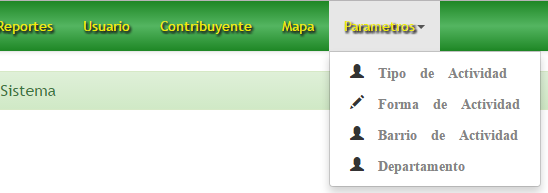 Reportes Usuario Contribuyente Mapa Parametros
Sistema
Tipo de Actividad
Forma de Actividad
Barrio de Actividad
Departamento